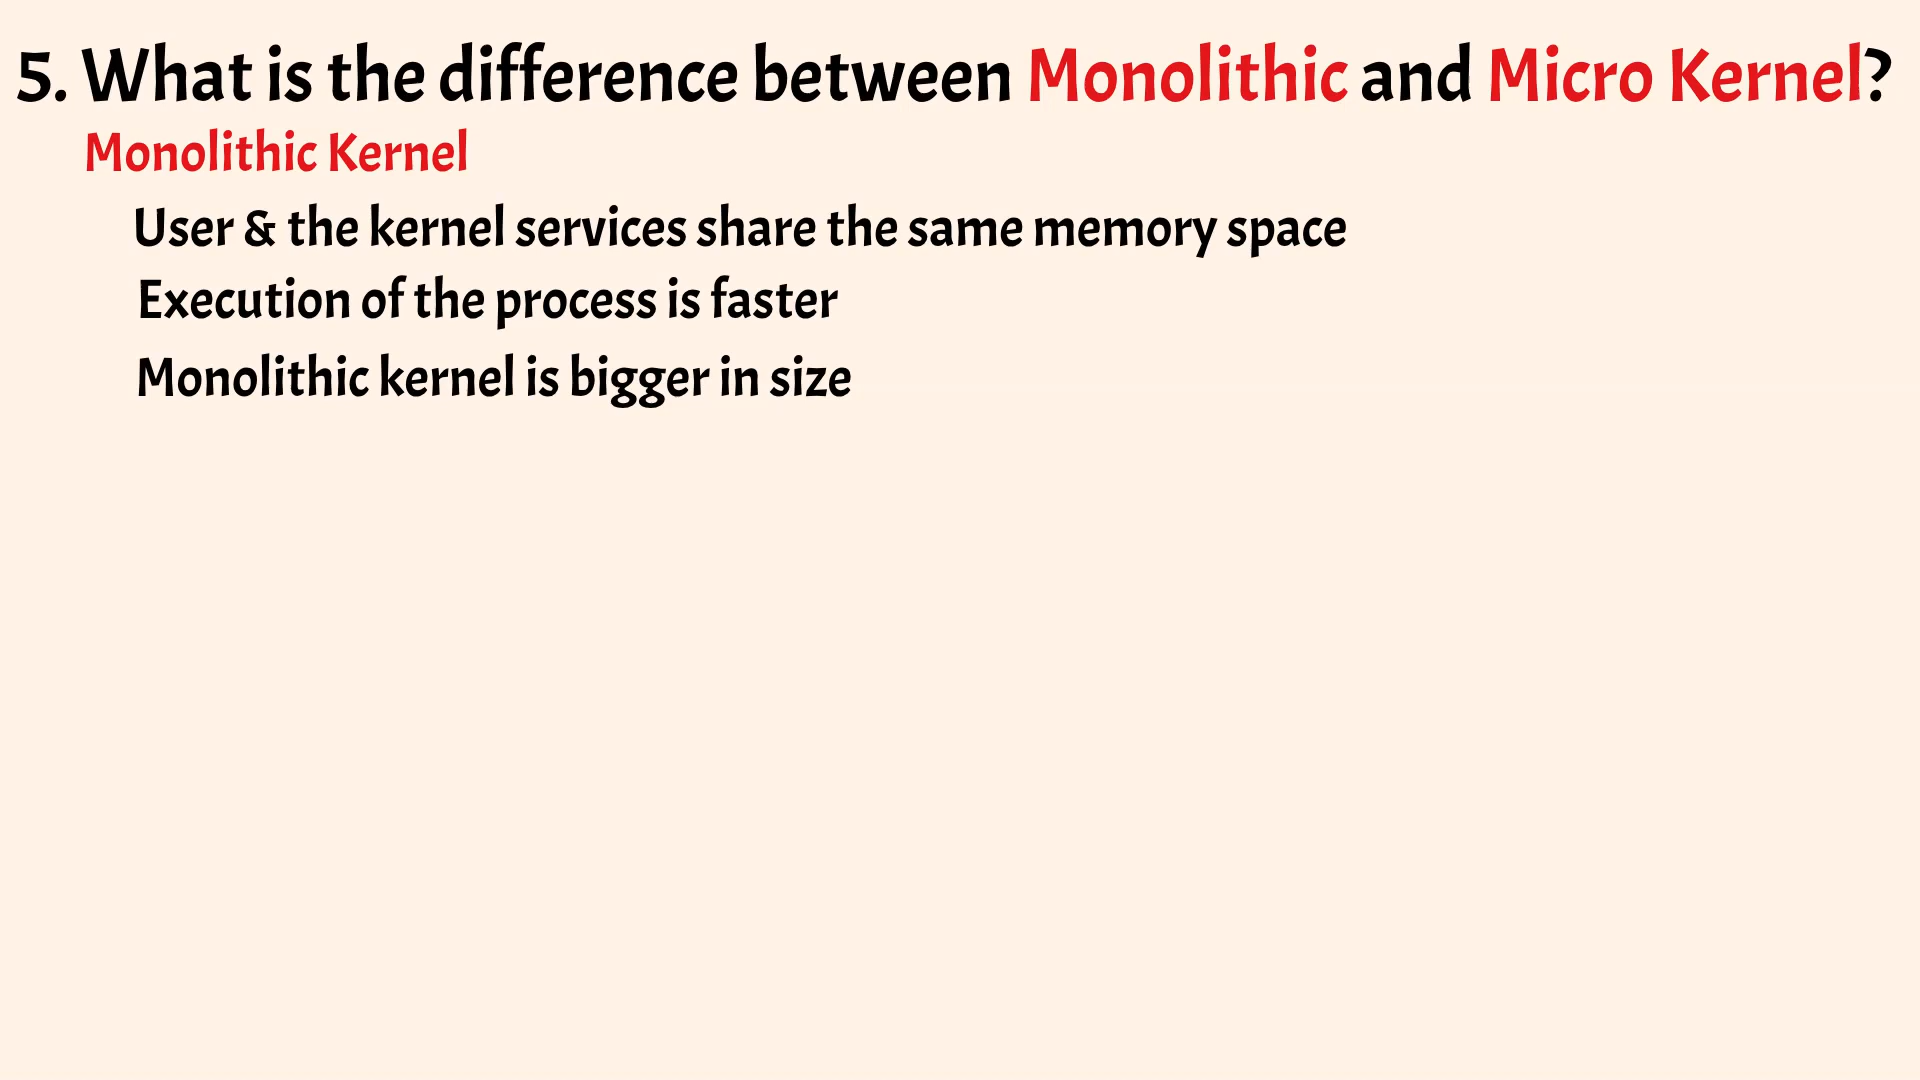 5. What is the difference between Monolithic and Micro Kernel?
Monolithic Kernel
User & the kernel services share the same memory space
Execution of the process is faster
Monolithic kernel is bigger in size